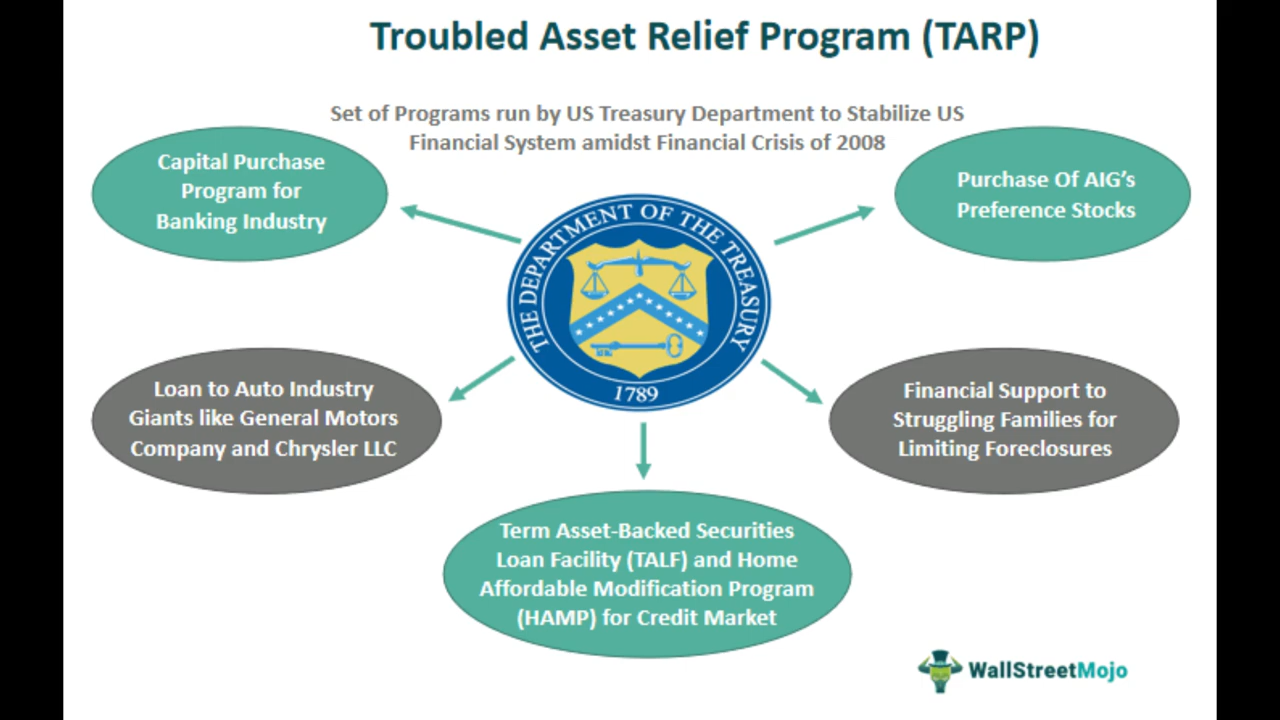 Troubled Asset Relief Program (TARP)
Set of Programs run by US Treasury Department to Stabilize US
Financial System amidst Financial Crisis of 2008
Capital Purchase
Program for
Banking Industry
Purchase Of AIG's
Preference Stocks
THE DEPARTMENT OF THE TREASURY
1789
Loan to Auto Industry
Giants like General Motors
Company and Chrysler LLC
Financial Support to
Struggling Families for
Limiting Foreclosures
Term Asset-Backed Securities
Loan Facility (TALF) and Home
Affordable Modification Program
(HAMP) for Credit Market
WallStreetMojo